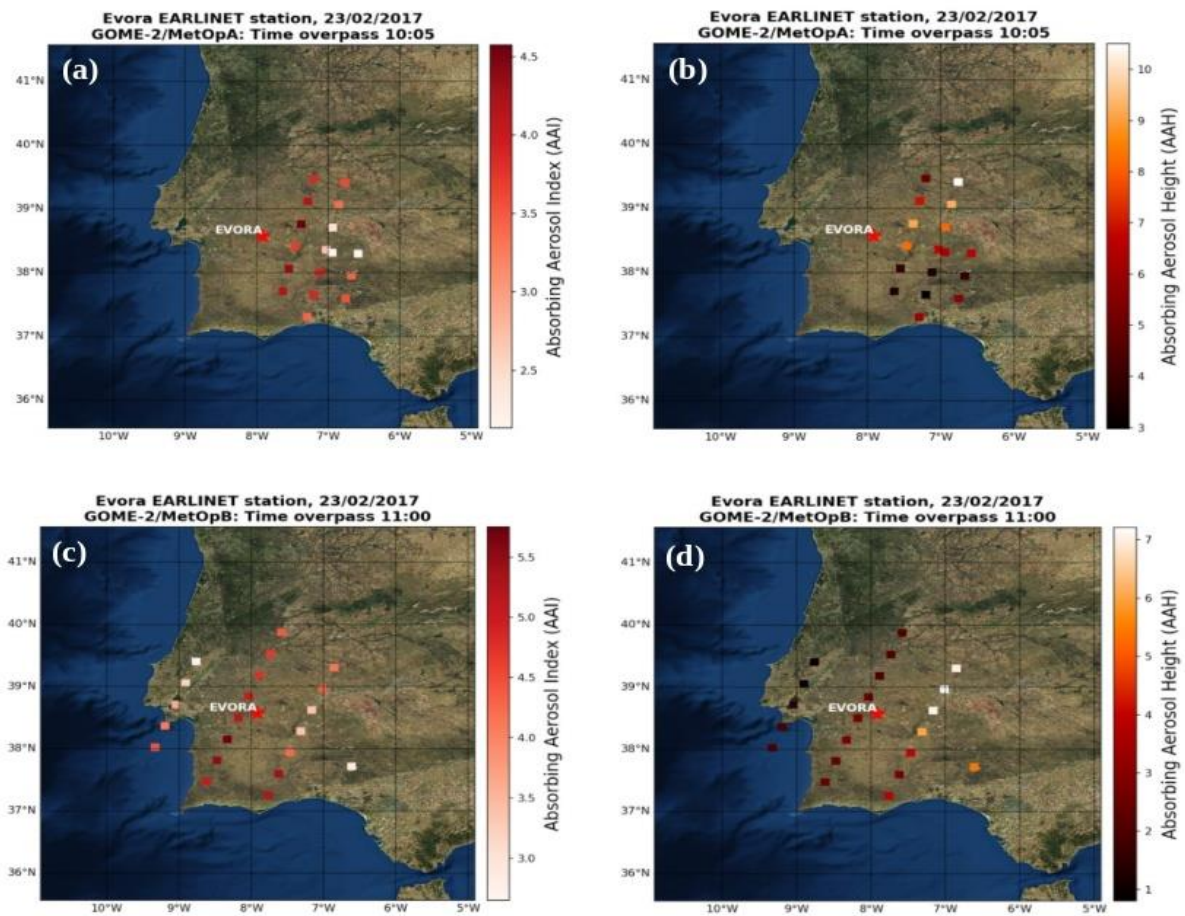 Evora EARLINET station, 23/02/2017
GOME-2/MetOpA: Time overpass 10:05
(a)
41°N
40°N
39°N
38°N
37°N
36°N
10°W 9°W 8°W 7°W 6°W 5°W
EVORA
4.5
4.0
3.5
3.0
2.5
Absorbing Aerosol Index (AAI)
Evora EARLINET station, 23/02/2017
GOME-2/MetOpA: Time overpass 10:05
(b)
41°N
40°N
39°N
38°N
37°N
36°N
10°W 9°W 8°W 7°W 6°W 5°W
EVORA
10
9
8
7
6
5
4
3
Absorbing Aerosol Height (AAH)
Evora EARLINET station, 23/02/2017
GOME-2/MetOpB: Time overpass 11:00
(c)
41°N
40°N
39°N
38°N
37°N
36°N
10°W 9°W 8°W 7°W 6°W 5°W
EVORA
5.5
5.0
4.5
4.0
3.5
3.0
Absorbing Aerosol Index (AAI)
Evora EARLINET station, 23/02/2017
GOME-2/MetOpB: Time overpass 11:00
(d)
41°N
40°N
39°N
38°N
37°N
36°N
10°W 9°W 8°W 7°W 6°W 5°W
EVORA
7
6
5
4
3
2
1
Absorbing Aerosol Height (AAH)